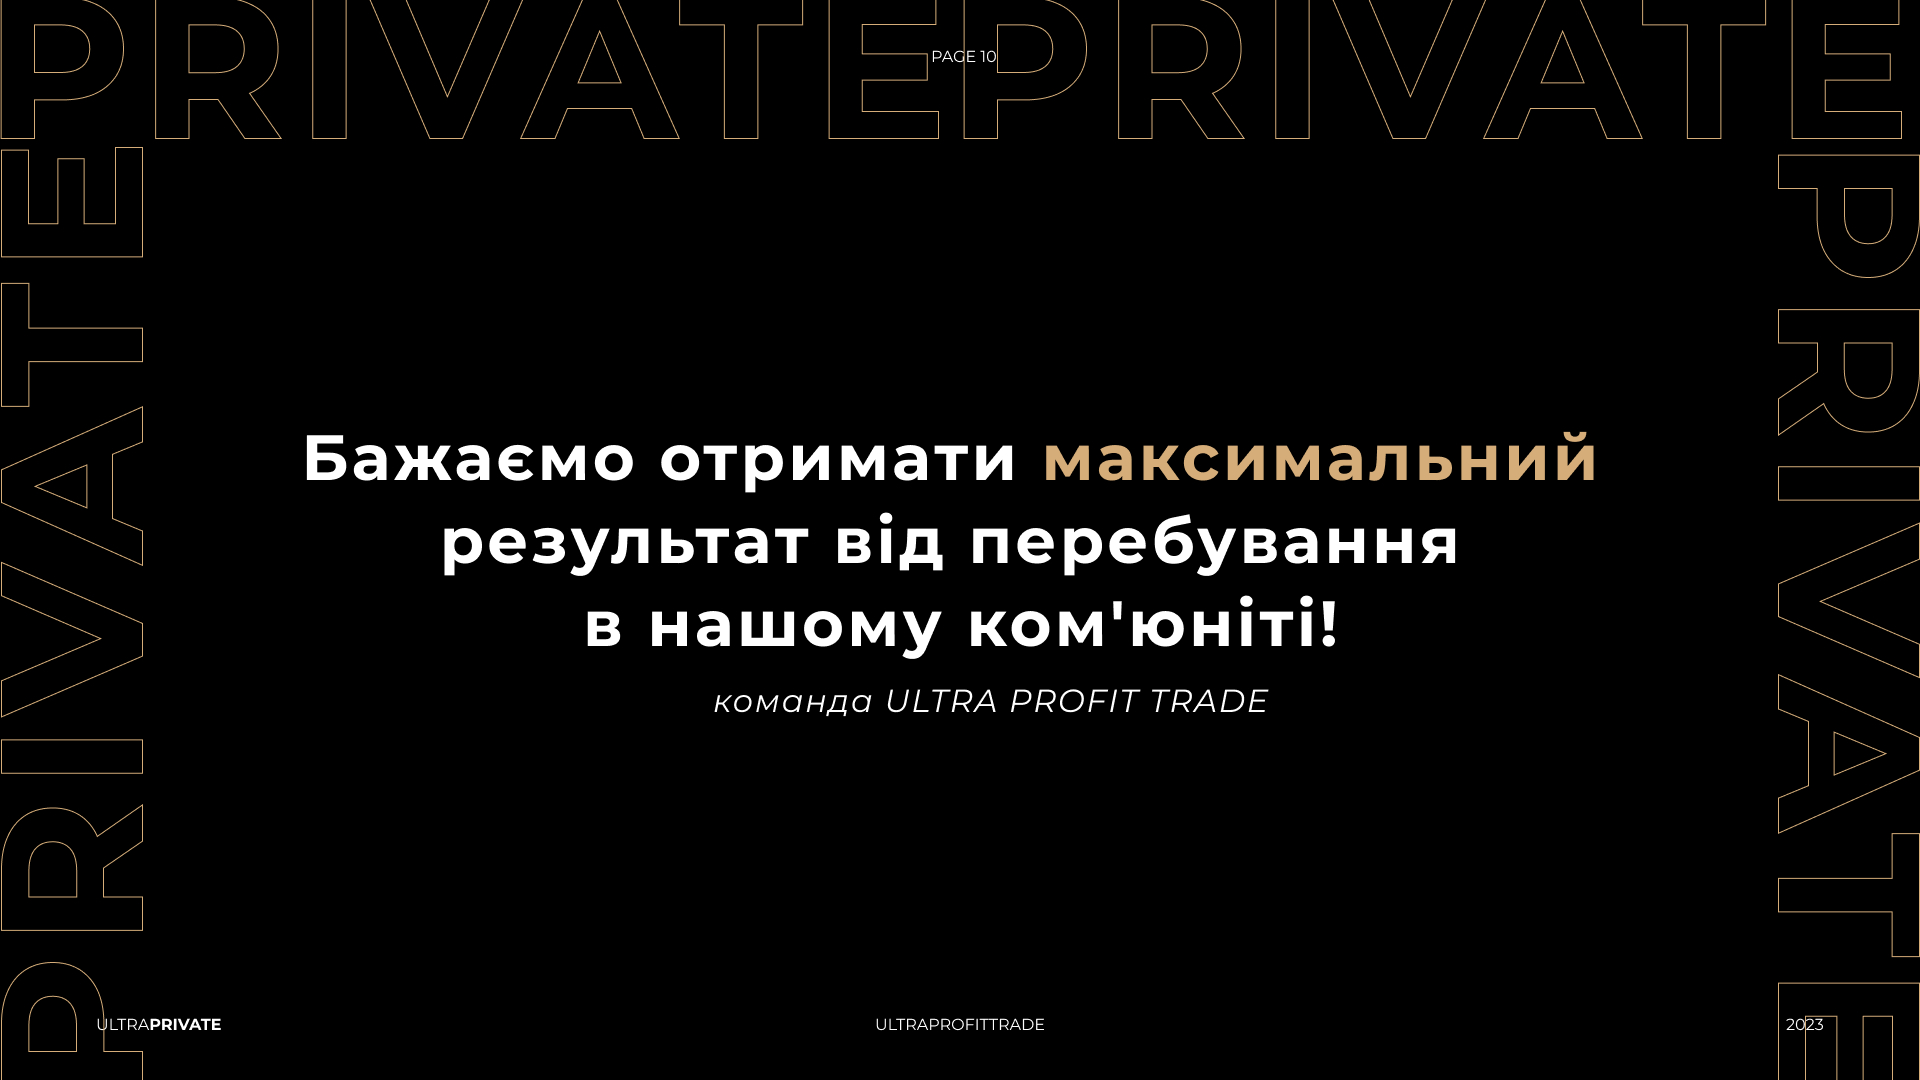 PRIVATEPRIVATE
PAGE 10
PRIVATE
PRIVATE
Бажаємо отримати максимальний
результат від перебування
в нашому ком'юніті!
команда ULTRA PROFIT TRADE
ULTRAPRIVATE
ULTRAPROFITTRADE
2023